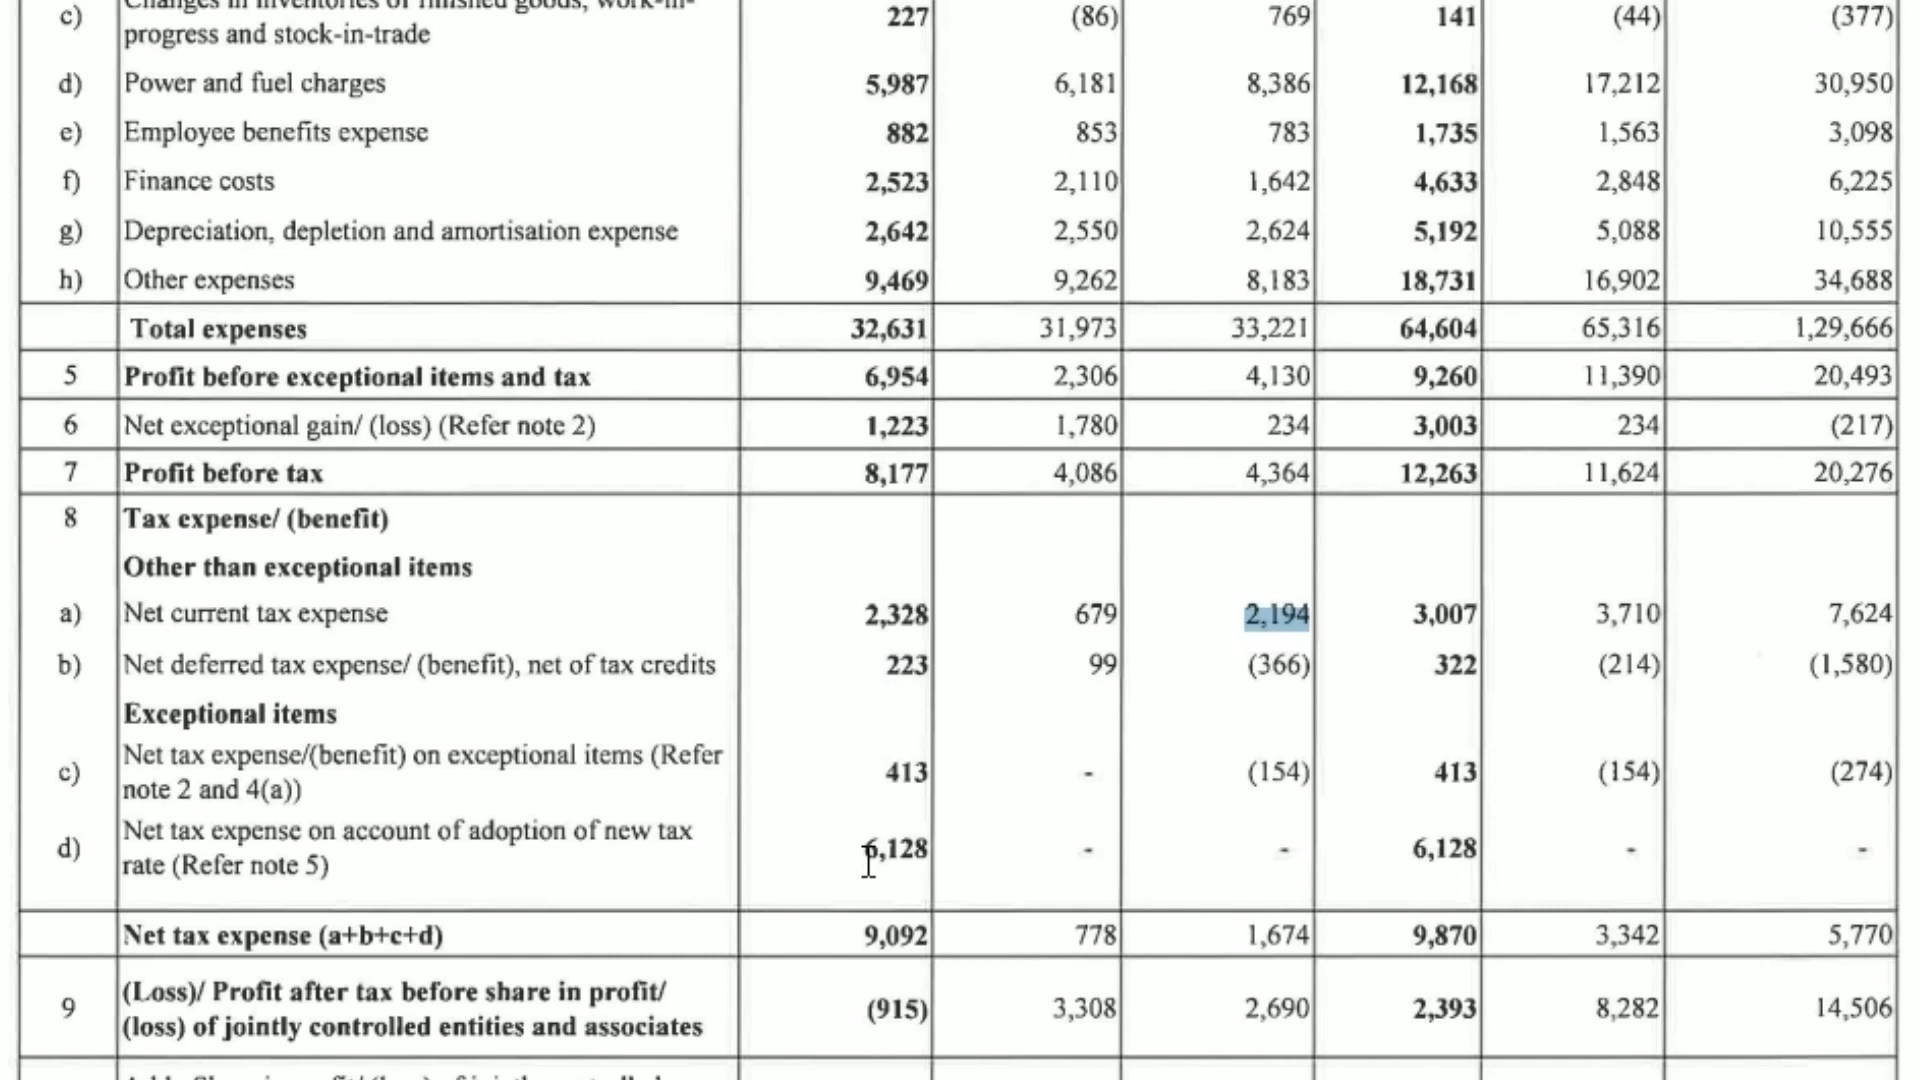 c) Changes in inventories of finished goods, work-in-
progress and stock-in-trade 227 (86) 769 141 (44) (377)
d) Power and fuel charges 5,987 6,181 8,386 12,168 17,212 30,950
e) Employee benefits expense 882 853 783 1,735 1,563 3,098
f) Finance costs 2,523 2,110 1,642 4,633 2,848 6,225
g) Depreciation, depletion and amortisation expense 2,642 2,550 2,624 5,192 5,088 10,555
h) Other expenses 9,469 9,262 8,183 18,731 16,902 34,688
Total expenses 32,631 31,973 33,221 64,604 65,316 1,29,666
5 Profit before exceptional items and tax 6,954 2,306 4,130 9,260 11,390 20,493
6 Net exceptional gain/ (loss) (Refer note 2) 1,223 1,780 234 3,003 234 (217)
7 Profit before tax 8,177 4,086 4,364 12,263 11,624 20,276
8 Tax expense/ (benefit)
Other than exceptional items
a) Net current tax expense 2,328 679 2,194 3,007 3,710 7,624
b) Net deferred tax expense/ (benefit), net of tax credits 223 99 (366) 322 (214) (1,580)
Exceptional items
c) Net tax expense/(benefit) on exceptional items (Refer
note 2 and 4(a)) 413 - (154) 413 (154) (274)
d) Net tax expense on account of adoption of new tax
rate (Refer note 5) 6,128 - - 6,128 - -
Net tax expense (a+b+c+d) 9,092 778 1,674 9,870 3,342 5,770
9 (Loss)/ Profit after tax before share in profit/
(loss) of jointly controlled entities and associates (915) 3,308 2,690 2,393 8,282 14,506